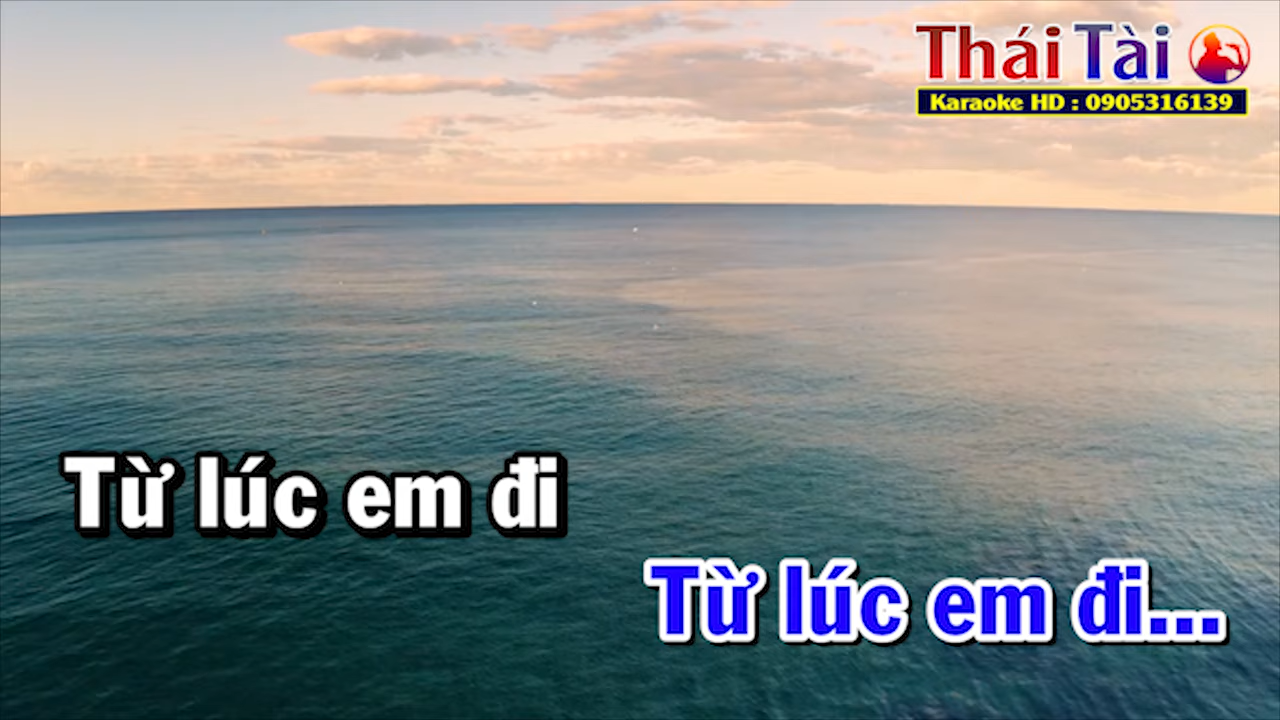 Thái Tài
Karaoke HD : 0905316139
Từ lúc em đi
Từ lúc em đi...